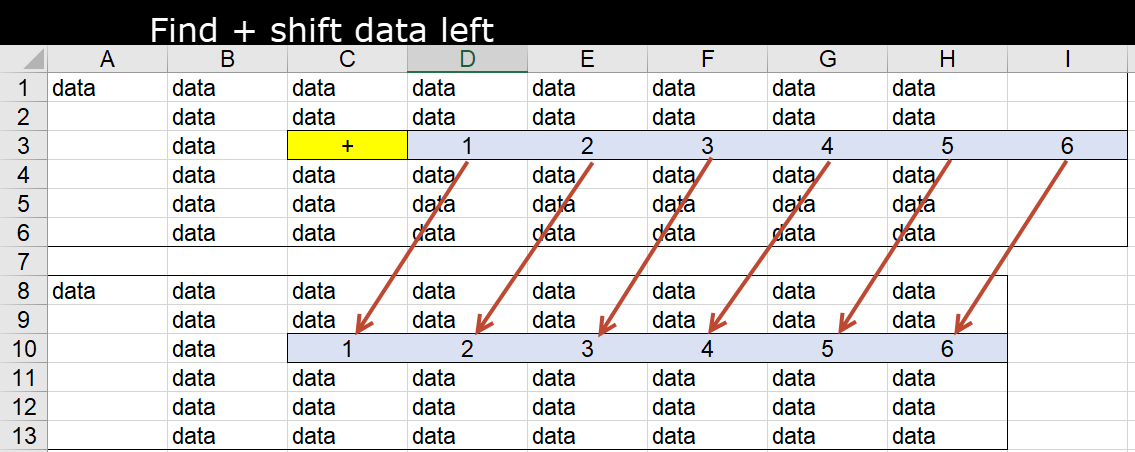 Find + shift data left
A B C D E F G H I
1 data data data data data data data data
2 data data data data data data data
3 data + 1 2 3 4 5 6
4 data data data data data data data
5 data data data data data data data
6 data data data data data data data
7
8 data data data data data data data data
9 data data data data data data data
10 data 1 2 3 4 5 6
11 data data data data data data data
12 data data data data data data data
13 data data data data data data data